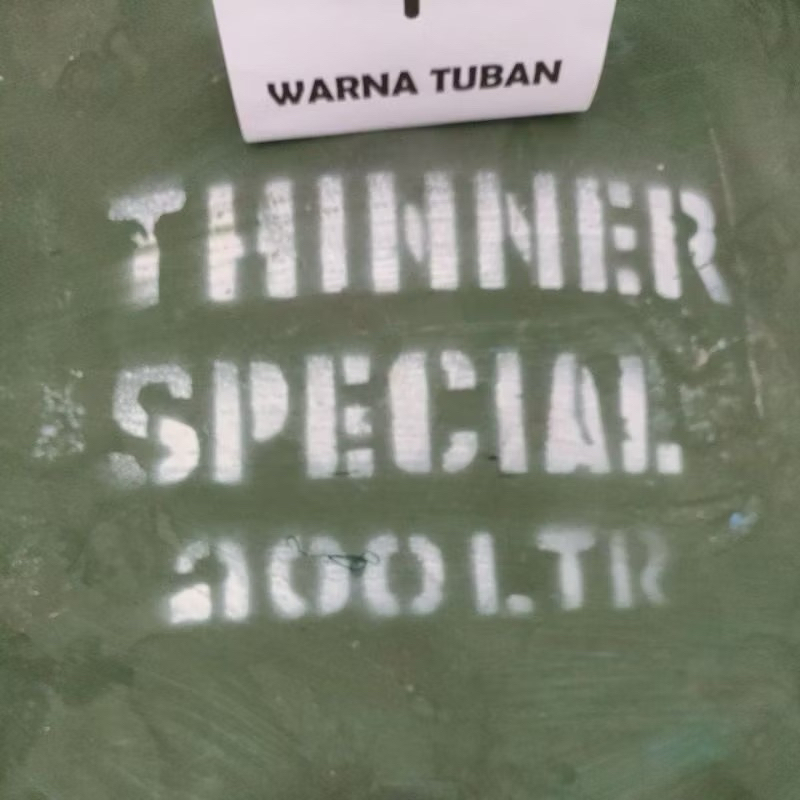 WARNA TUBAN
THINNER
SPECIAL
200 LTR